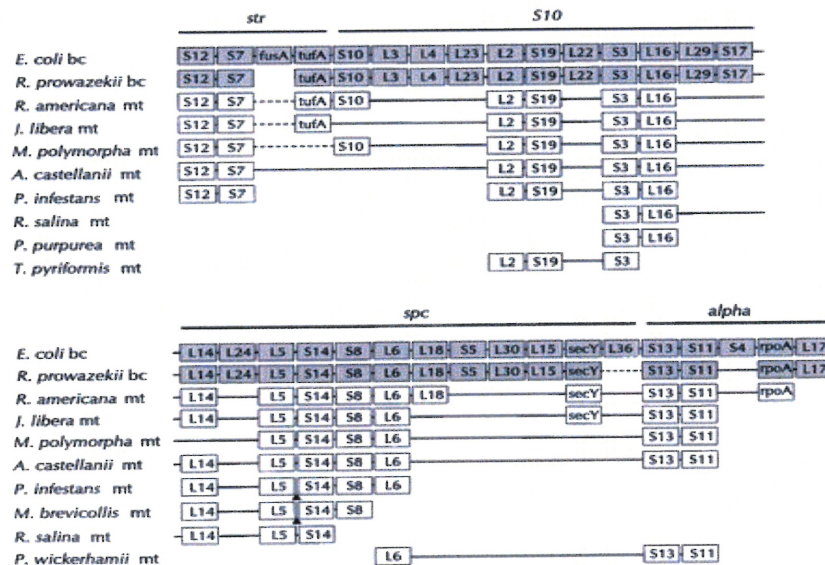 str S10
E. coli bc S12 S7 fusA tufA S10 L3 L4 L23 L2 S19 L22 S3 L16 L29 S17
R. prowazekii bc S12 S7 tufA S10 L3 L4 L23 L2 S19 L22 S3 L16 L29 S17
R. americana mt S12 S7 tufA S10 L2 S19 S3 L16
J. libera mt S12 S7 tufA L2 S19 S3 L16
M. polymorpha mt S12 S7 S10 L2 S19 S3 L16
A. castellanii mt S12 S7 L2 S19 S3 L16
P. infestans mt S12 S7 L2 S19 S3 L16
R. salina mt S3 L16
P. purpurea mt S3 L16
T. pyriformis mt L2 S19 S3
spc alpha
E. coli bc L14 L24 L5 S14 S8 L6 L18 S5 L30 L15 secY L36 S13 S11 S4 rpoA L17
R. prowazekii bc L14 L24 L5 S14 S8 L6 L18 S5 L30 L15 secY S13 S11 rpoA L17
R. americana mt L14 L5 S14 S8 L6 L18 secY S13 S11 rpoA
J. libera mt L14 L5 S14 S8 L6 secY S13 S11
M. polymorpha mt L5 S14 S8 L6 S13 S11
A. castellanii mt L14 L5 S14 S8 L6 S13 S11
P. infestans mt L14 L5 S14 S8 L6
M. brevicollis mt L14 L5 S14 S8
R. salina mt L14 L5 S14
P. wickerhamii mt L6 S13 S11